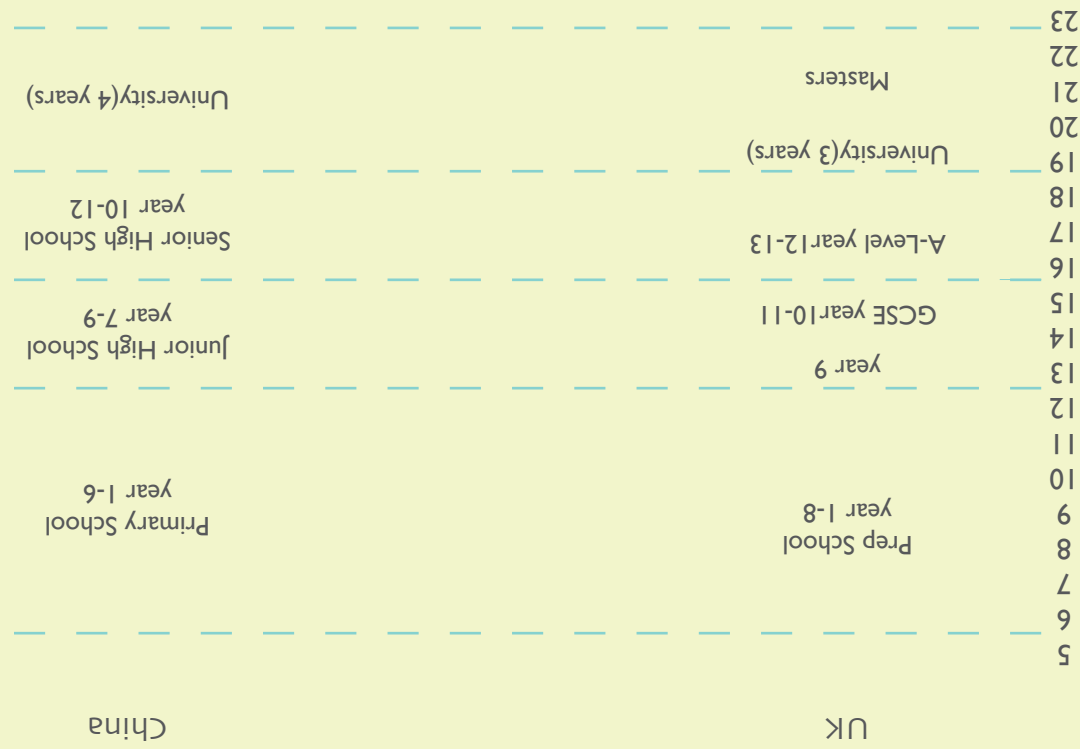 UK
China
5
6
7
8
9
10
11
12
13
14
15
16
17
18
19
20
21
22
23
Prep School
year 1-8
year 9
GCSE year10-11
A-Level year12-13
University(3 years)
Masters
Primary School
year 1-6
Junior High School
year 7-9
Senior High School
year 10-12
University(4 years)